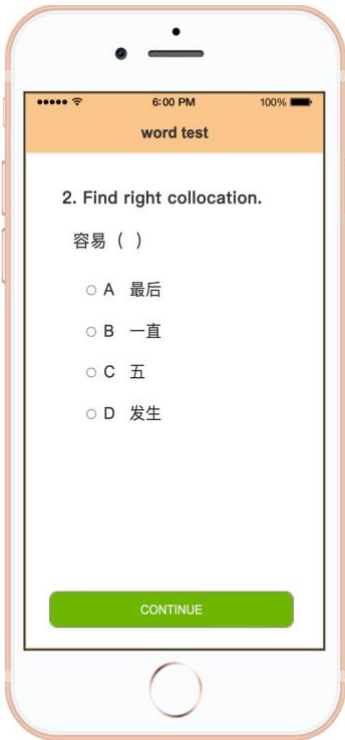 6:00 PM 100%
word test
2. Find right collocation.
容易（ ）
A 最后
B 一直
C 五
D 发生
CONTINUE